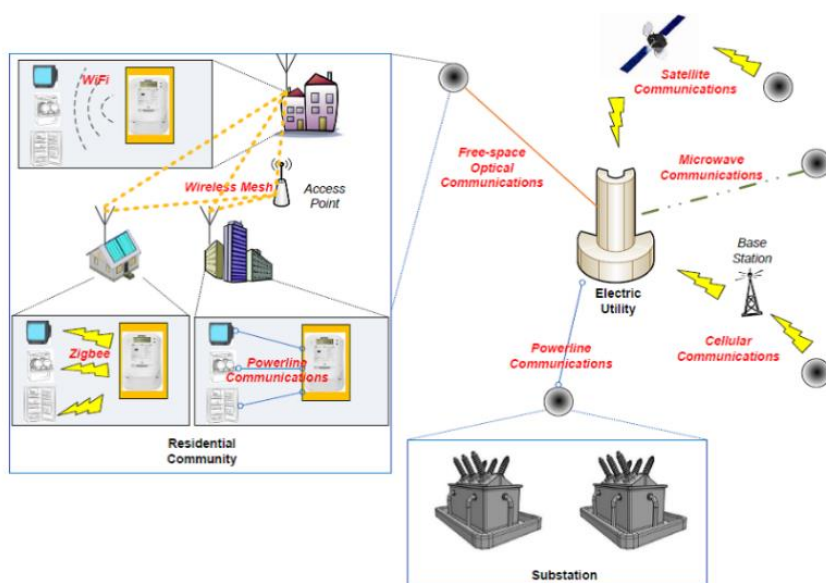 WiFi
Wireless Mesh
Access
Point
Zigbee
Powerline
Communications
Residential
Community
Free-space
Optical
Communications
Satellite
Communications
Microwave
Communications
Base
Station
Electric
Utility
Cellular
Communications
Powerline
Communications
Substation